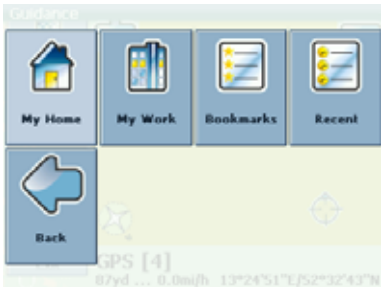 Guidance
My Home
My Work
Bookmarks
Recent
Back
GPS [4]
87yd ... 0.0mi/h 13°24'51"E/52°32'43"N